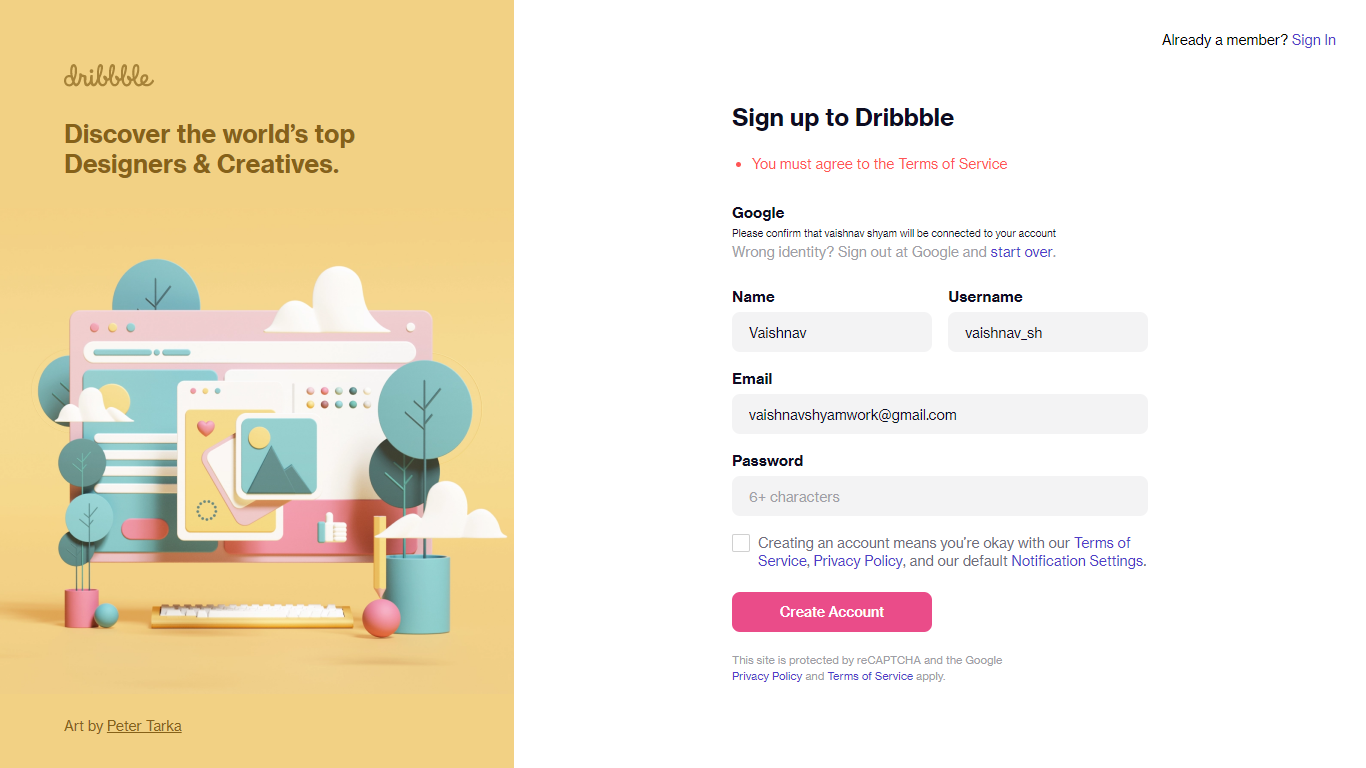 dribbble
Discover the world's top
Designers & Creatives.
Art by Peter Tarka
Already a member? Sign In
Sign up to Dribbble
• You must agree to the Terms of Service
Google
Please confirm that vaishnav shyam will be connected to your account
Wrong identity? Sign out at Google and start over.
Name
Username
Vaishnav
vaishnav_sh
Email
vaishnavshyamwork@gmail.com
Password
6+ characters
Creating an account means you're okay with our Terms of
Service, Privacy Policy, and our default Notification Settings.
Create Account
This site is protected by reCAPTCHA and the Google
Privacy Policy and Terms of Service apply.